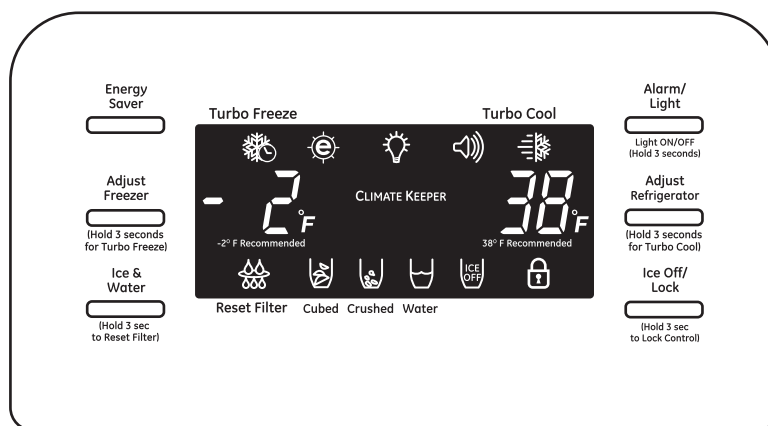 Energy
Saver
Adjust
Freezer
(Hold 3 seconds
for Turbo Freeze)
Ice &
Water
(Hold 3 sec
to Reset Filter)
Turbo Freeze
Turbo Cool
e
- 2°F
CLIMATE KEEPER
38°F
-2° F Recommended
38° F Recommended
ICE
OFF
Reset Filter Cubed Crushed Water
Alarm/
Light
Light ON/OFF
(Hold 3 seconds)
Adjust
Refrigerator
(Hold 3 seconds
for Turbo Cool)
Ice Off/
Lock
(Hold 3 sec
to Lock Control)